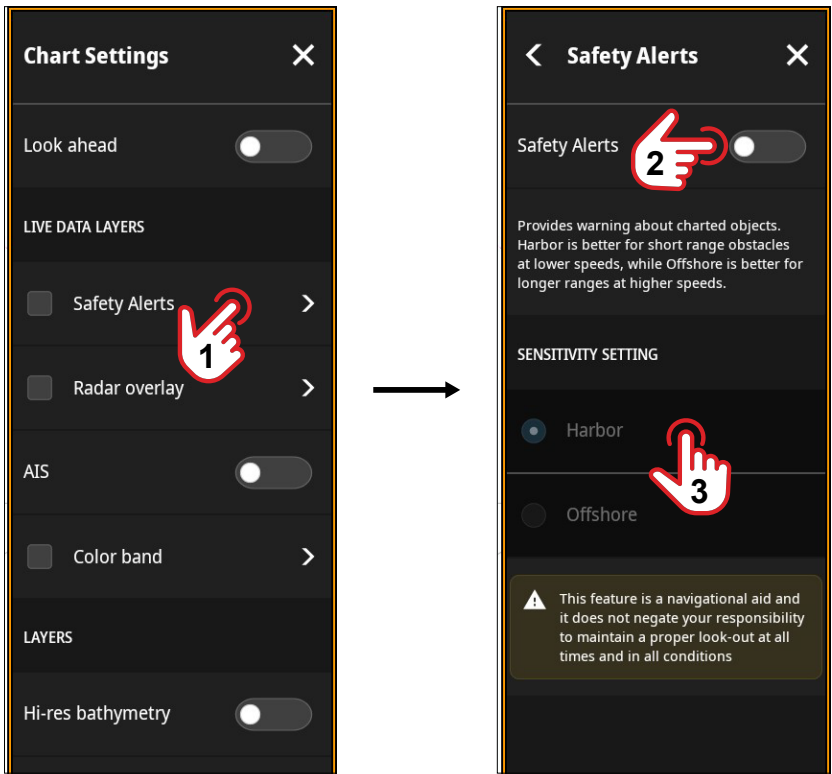 Chart Settings
Look ahead
LIVE DATA LAYERS
Safety Alerts
1
Radar overlay
AIS
Color band
LAYERS
Hi-res bathymetry
Safety Alerts
Safety Alerts
2
Provides warning about charted objects.
Harbor is better for short range obstacles
at lower speeds, while Offshore is better for
longer ranges at higher speeds.
SENSITIVITY SETTING
Harbor
3
Offshore
This feature is a navigational aid and
it does not negate your responsibility
to maintain a proper look-out at all
times and in all conditions